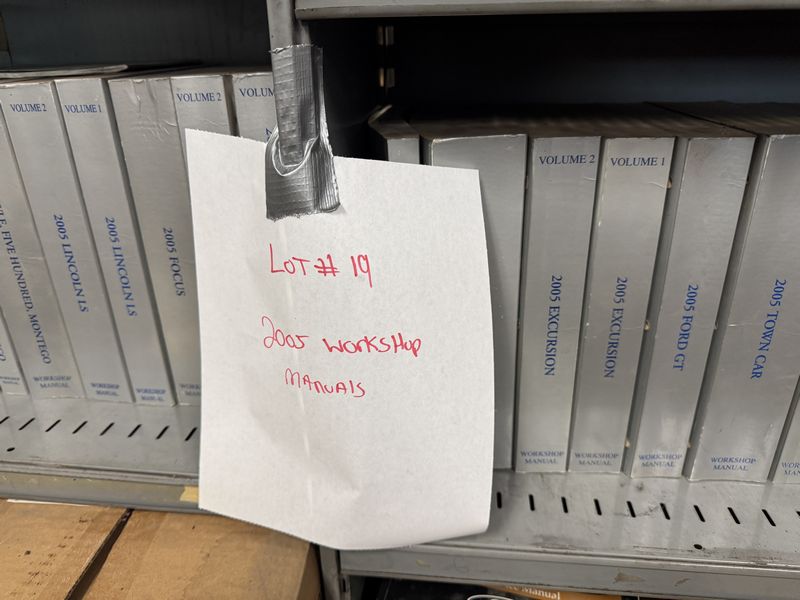 VOLUME 2
VOLUME 1
VOLUME 2
FIVE HUNDRED, MONTEGO
WORKSHOP
MANUAL
2005 LINCOLN LS
WORKSHOP
MANUAL
2005 LINCOLN LS
WORKSHOP
MANUAL
2005 FOCUS
LOT # 19
2005 WORKSHOP
MANUALS
VOLUME 2
2005 EXCURSION
WORKSHOP
MANUAL
VOLUME 1
2005 EXCURSION
WORKSHOP
MANUAL
2005 FORD GT
WORKSHOP
MANUAL
2005 TOWN CAR
WORKSHOP
MANUAL